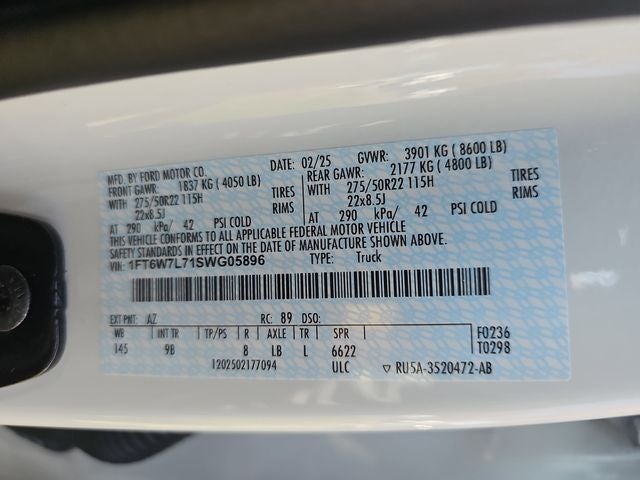 MFD. BY FORD MOTOR CO.
DATE: 02/25 GVWR: 3901 KG ( 8600 LB)
FRONT GAWR: 1837 KG ( 4050 LB) REAR GAWR: 2177 KG ( 4800 LB)
WITH 275/50R22 115H TIRES WITH 275/50R22 115H TIRES
22x8.5J RIMS 22x8.5J RIMS
AT 290 kPa/ 42 PSI COLD AT 290 kPa/ 42 PSI COLD
THIS VEHICLE CONFORMS TO ALL APPLICABLE FEDERAL MOTOR VEHICLE
SAFETY STANDARDS IN EFFECT ON THE DATE OF MANUFACTURE SHOWN ABOVE.
VIN: 1FT6W7L71SWG05896 TYPE: Truck
EXT PNT: AZ RC: 89 DSO:
WB INT TR TP/PS R AXLE TR SPR F0236
145 9B 8 LB L 6622 T0298
1202502177094 ULC ▽ RU5A-3520472-AB